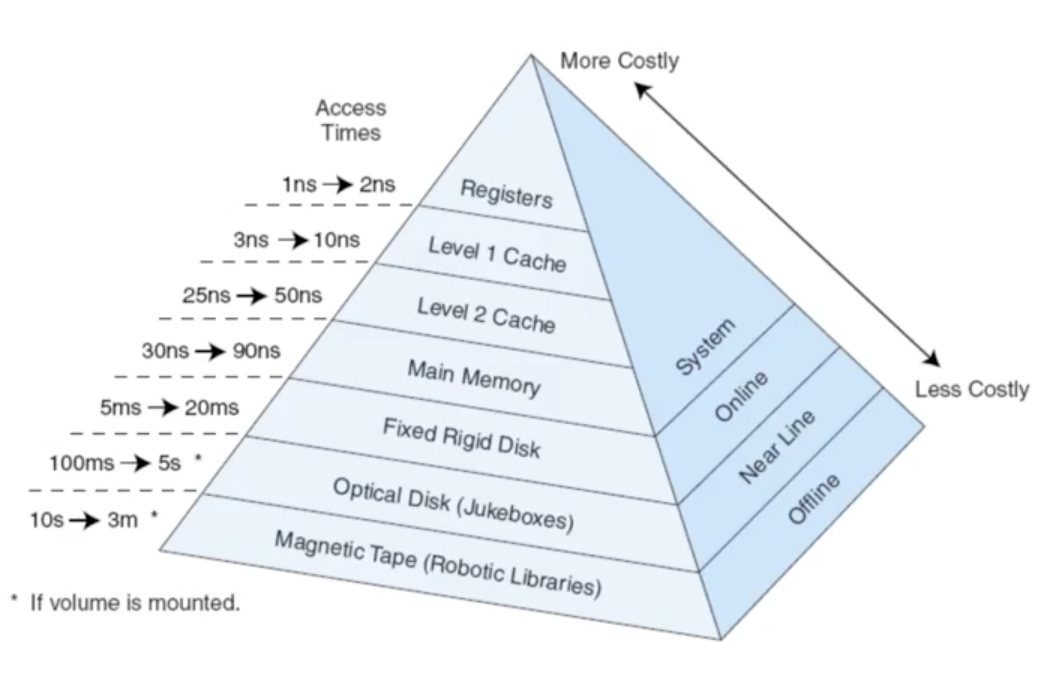 More Costly
Access
Times
1ns → 2ns
Registers
3ns → 10ns
Level 1 Cache
25ns → 50ns
Level 2 Cache
30ns → 90ns
Main Memory
5ms → 20ms
Fixed Rigid Disk
100ms → 5s *
Optical Disk (Jukeboxes)
10s → 3m *
Magnetic Tape (Robotic Libraries)
System
Online
Near Line
Offline
Less Costly
* If volume is mounted.